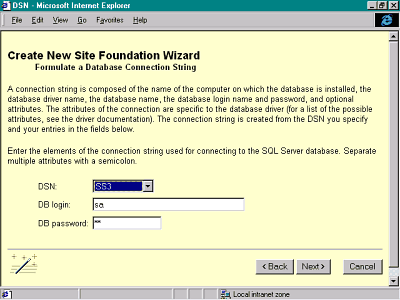 DSN - Microsoft Internet Explorer
File Edit View Go Favorites Help
Create New Site Foundation Wizard
Formulate a Database Connection String
A connection string is composed of the name of the computer on which the database is installed, the
database driver name, the database name, the database login name and password, and optional
attributes. The attributes of the connection are specific to the database driver (for a list of the possible
attributes, see the driver documentation). The connection string is created from the DSN you specify
and your entries in the fields below.
Enter the elements of the connection string used for connecting to the SQL Server database. Separate
multiple attributes with a semicolon.
DSN: SS3
DB login: sa
DB password: **
< Back Next > Cancel
Local intranet zone